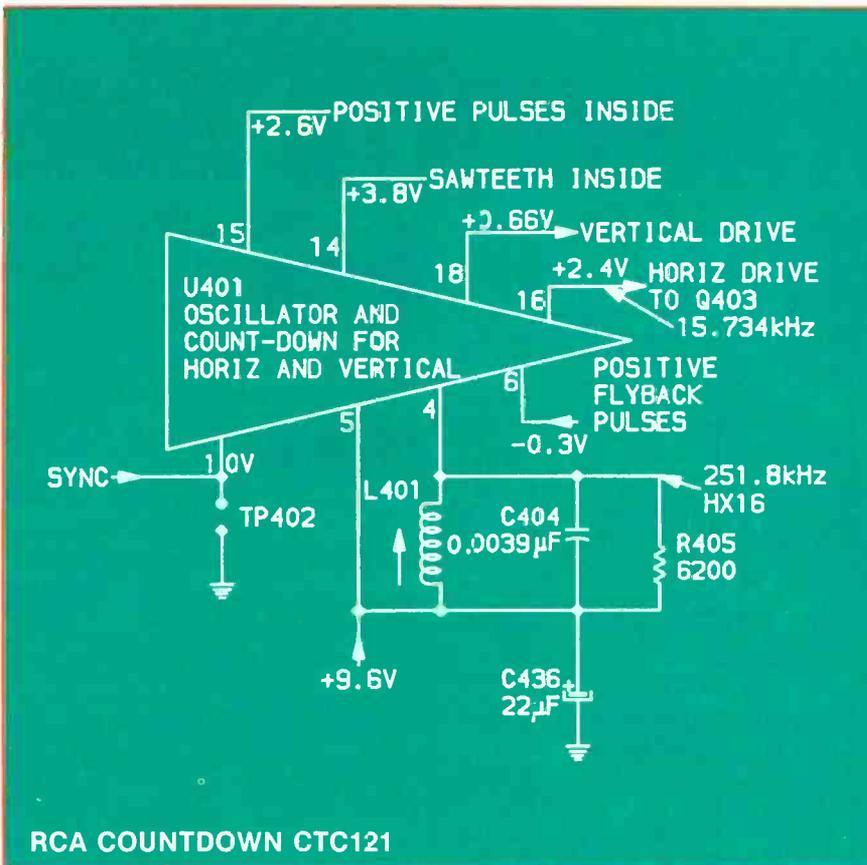 POSITIVE PULSES INSIDE
+2.6V
SAWTEETH INSIDE
+3.8V
+0.66V
VERTICAL DRIVE
15
14
18
+2.4V
HORIZ DRIVE
TO Q403
16
15.734kHz
U401
OSCILLATOR AND
COUNT-DOWN FOR
HORIZ AND VERTICAL
5
4
6
POSITIVE
FLYBACK
PULSES
-0.3V
1.0V
SYNC
TP402
L401
251.8kHz
HX16
C404
0.0039µF
R405
6200
+9.6V
C436
+
22µF
RCA COUNTDOWN CTC121